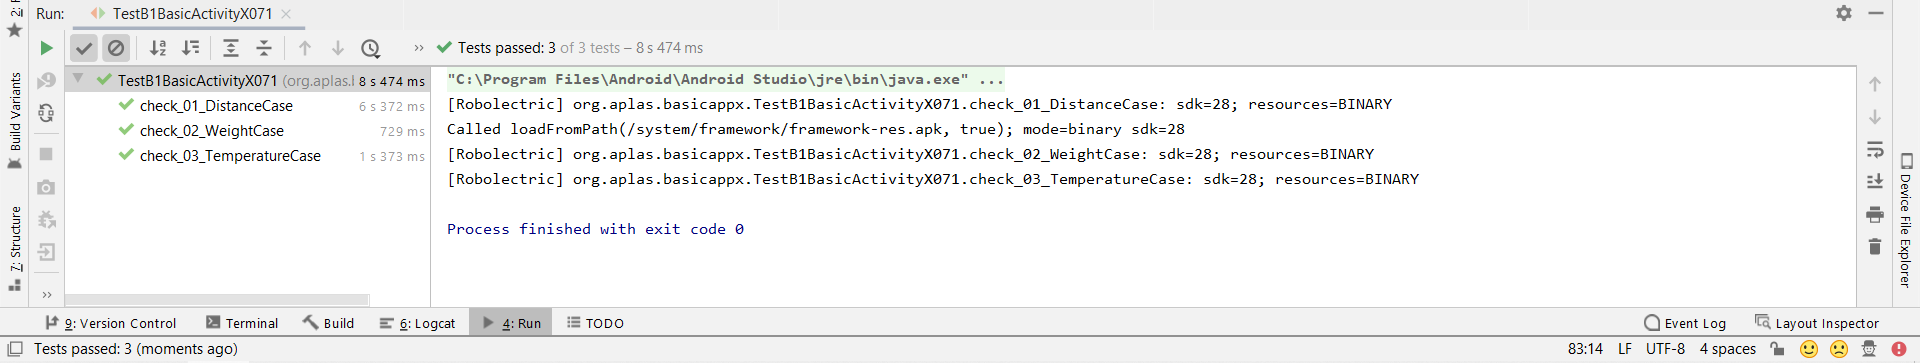 Run: TestB1BasicActivityX071
Tests passed: 3 of 3 tests – 8 s 474 ms
TestB1BasicActivityX071 (org.aplas.l 8 s 474 ms
check_01_DistanceCase 6 s 372 ms
check_02_WeightCase 729 ms
check_03_TemperatureCase 1 s 373 ms
"C:\Program Files\Android\Android Studio\jre\bin\java.exe" ...
[Robolectric] org.aplas.basicappx.TestB1BasicActivityX071.check_01_DistanceCase: sdk=28; resources=BINARY
Called loadFromPath(/system/framework/framework-res.apk, true); mode=binary sdk=28
[Robolectric] org.aplas.basicappx.TestB1BasicActivityX071.check_02_WeightCase: sdk=28; resources=BINARY
[Robolectric] org.aplas.basicappx.TestB1BasicActivityX071.check_03_TemperatureCase: sdk=28; resources=BINARY
Process finished with exit code 0
Build Variants
7: Structure
Device File Explorer
9: Version Control Terminal Build 6: Logcat 4: Run TODO Event Log Layout Inspector
Tests passed: 3 (moments ago) 83:14 LF UTF-8 4 spaces